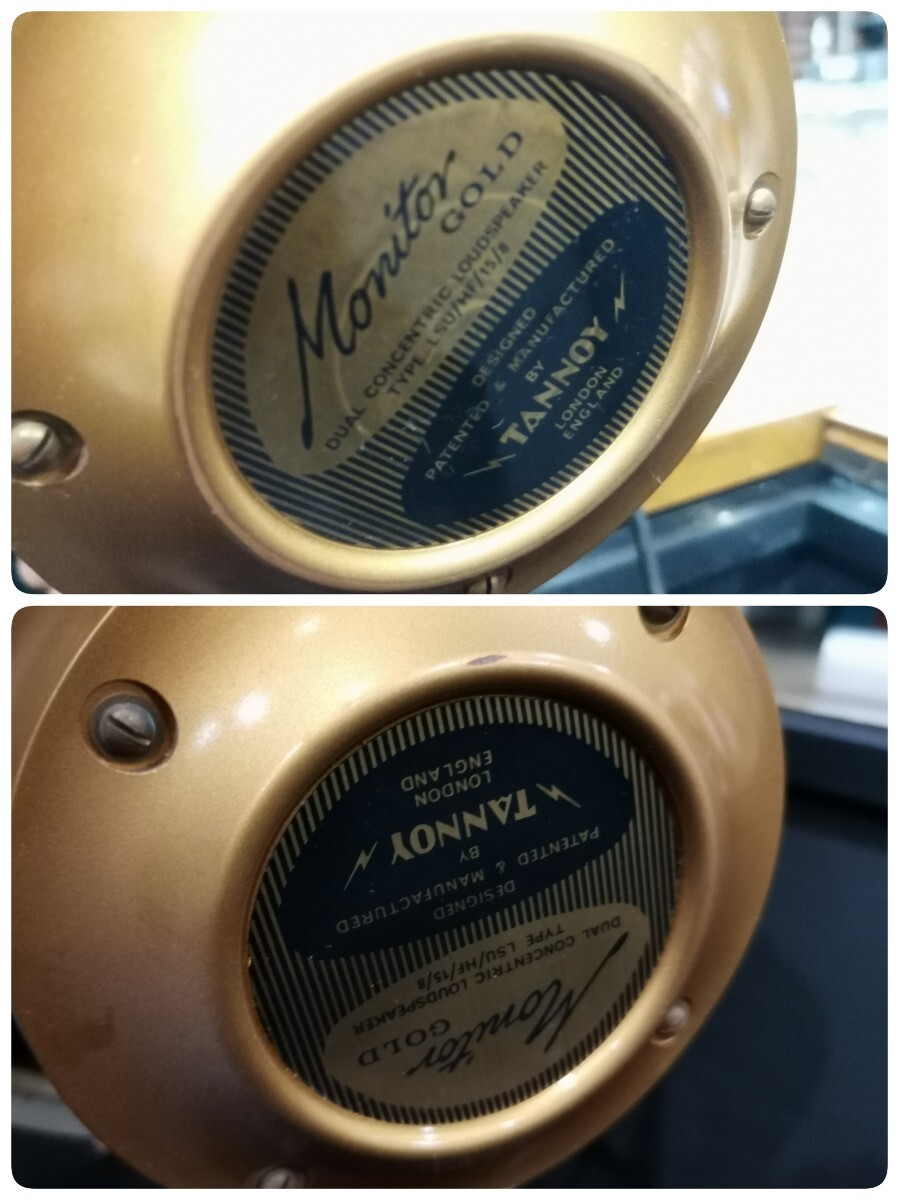 Monitor
GOLD
DUAL CONCENTRIC LOUDSPEAKER
TYPE LSU/HF/15/8
DESIGNED
PATENTED & MANUFACTURED
BY
TANNOY
LONDON
ENGLAND
Monitor
GOLD
DUAL CONCENTRIC LOUDSPEAKER
TYPE LSU/HF/15/8
DESIGNED
PATENTED & MANUFACTURED
BY
TANNOY
LONDON
ENGLAND